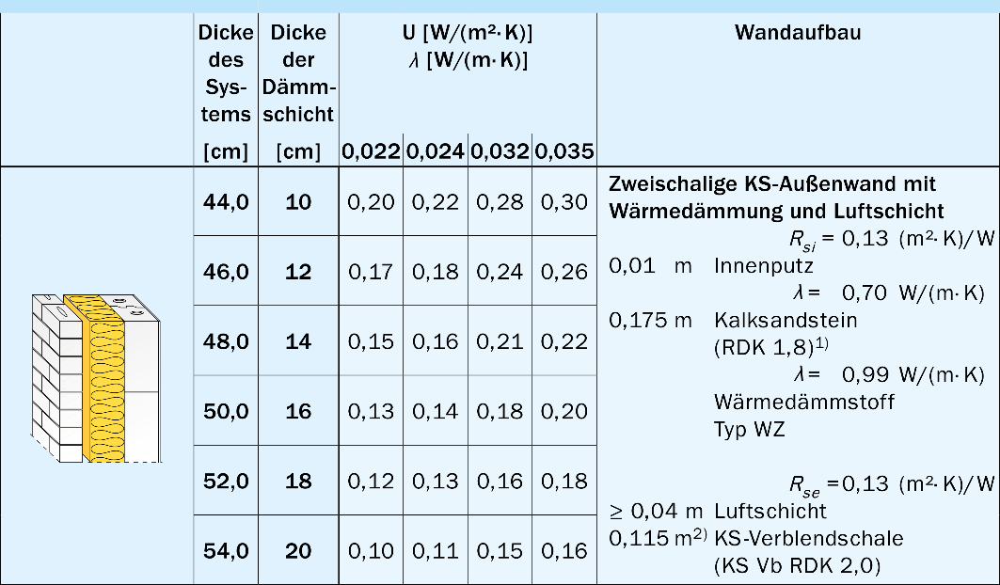 Dicke des Sys- tems [cm]
Dicke der Dämm- schicht [cm]
U [W/(m²·K)]
λ [W/(m·K)]
0,022 0,024 0,032 0,035
Wandaufbau
44,0 10 0,20 0,22 0,28 0,30
46,0 12 0,17 0,18 0,24 0,26
48,0 14 0,15 0,16 0,21 0,22
50,0 16 0,13 0,14 0,18 0,20
52,0 18 0,12 0,13 0,16 0,18
54,0 20 0,10 0,11 0,15 0,16
Zweischalige KS-Außenwand mit
Wärmedämmung und Luftschicht
Rsi = 0,13 (m²·K)/W
0,01 m Innenputz
λ = 0,70 W/(m·K)
0,175 m Kalksandstein
(RDK 1,8)1)
λ = 0,99 W/(m·K)
Wärmedämmstoff
Typ WZ
Rse = 0,13 (m²·K)/W
≥ 0,04 m Luftschicht
0,115 m2) KS-Verblendschale
(KS Vb RDK 2,0)